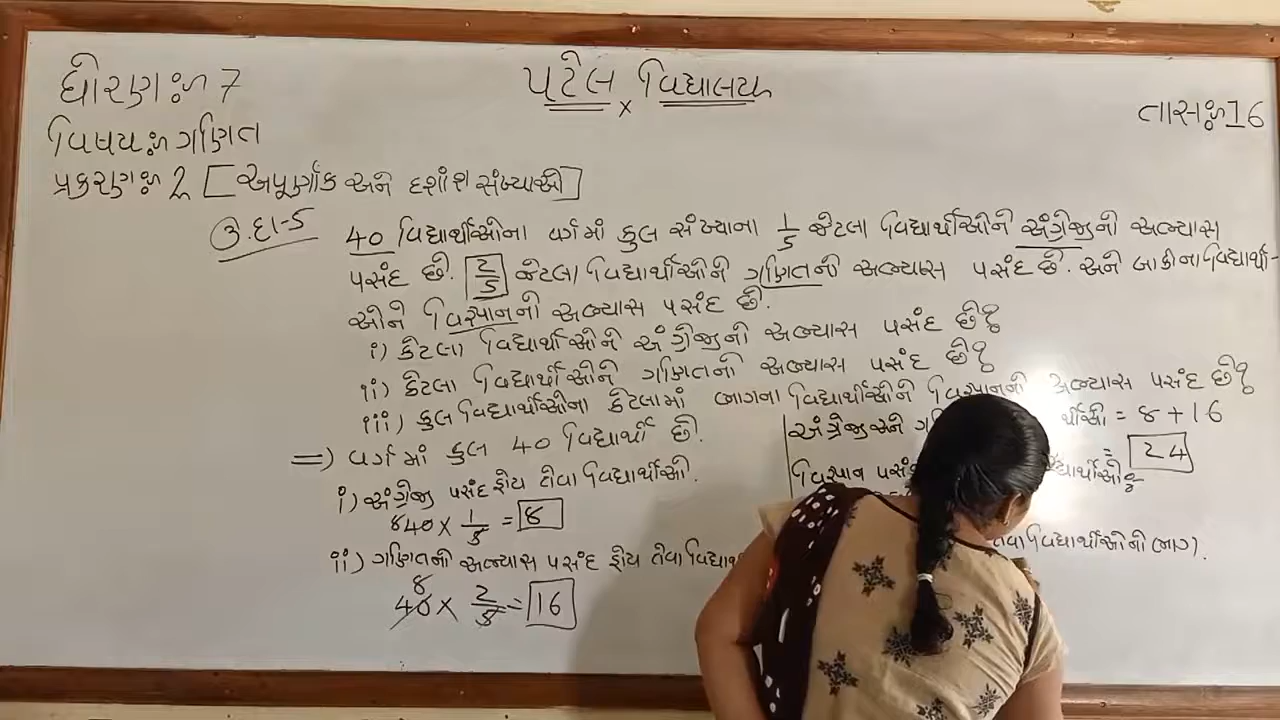 પટેલ વિદ્યાલય
ધોરણઃ 7
તાસઃ 16
વિષયઃ ગણિત
પ્રકરણઃ 2 [અપૂર્ણાંક અને દશાંશ સંખ્યાઓ]
ઉ.દા-5
40 વિદ્યાર્થીઓના વર્ગમાં કુલ સંખ્યાના 1/5 જેટલા વિદ્યાર્થીઓને અંગ્રેજીનો અભ્યાસ
પસંદ છે. 2/5 જેટલા વિદ્યાર્થીઓને ગણિતનો અભ્યાસ પસંદ છે. અને બાકીના વિદ્યાર્થી-
ઓને વિજ્ઞાનનો અભ્યાસ પસંદ છે.
i) કેટલા વિદ્યાર્થીઓને અંગ્રેજીનો અભ્યાસ પસંદ છે?
ii) કેટલા વિદ્યાર્થીઓને ગણિતનો અભ્યાસ પસંદ છે?
iii) કુલ વિદ્યાર્થીઓના કેટલામાં ભાગના વિદ્યાર્થીઓને વિજ્ઞાનનો અભ્યાસ પસંદ છે?
=) વર્ગમાં કુલ 40 વિદ્યાર્થી છે.
i) અંગ્રેજી પસંદ હોય તેવા વિદ્યાર્થીઓ.
8 40 × 1/5 = 8
ii) ગણિતનો અભ્યાસ પસંદ હોય તેવા
8
40 × 2/5 = 16
અંગ્રેજી અને = 8 + 16
= 24
વિજ્ઞાન
વિદ્યાર્થીઓનો ભાગ.